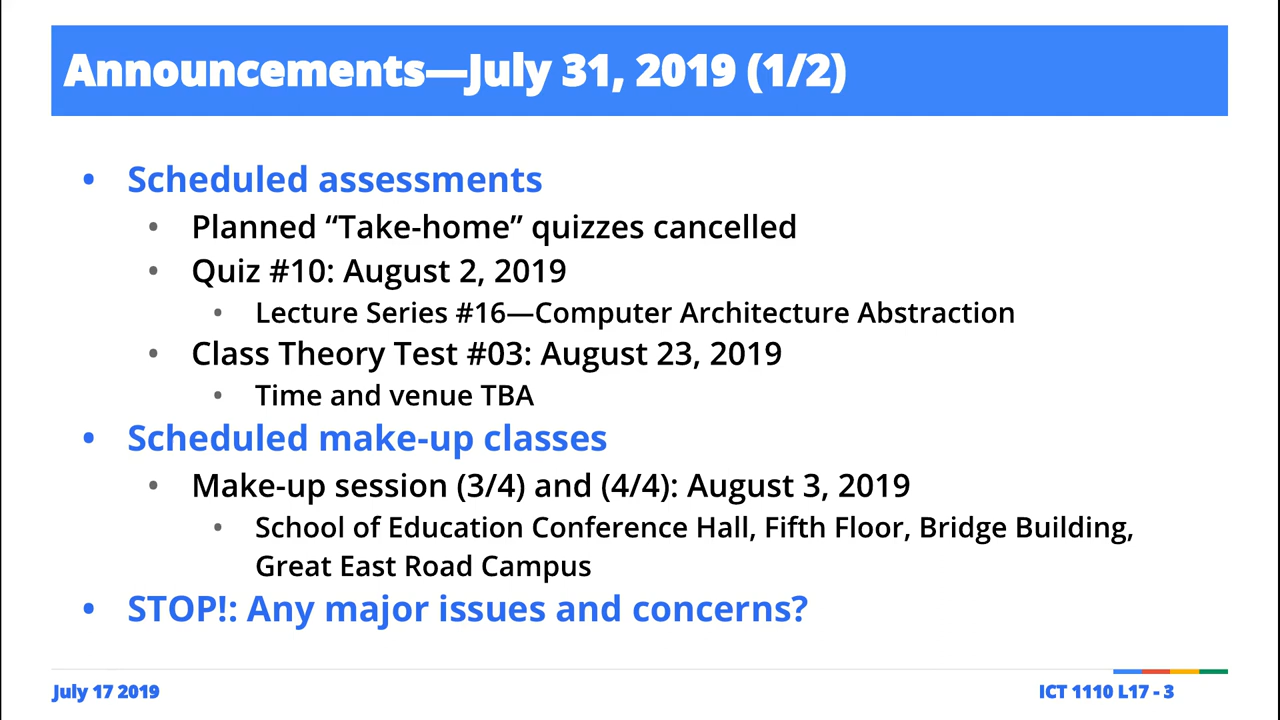 Announcements—July 31, 2019 (1/2)
• Scheduled assessments
• Planned “Take-home” quizzes cancelled
• Quiz #10: August 2, 2019
• Lecture Series #16—Computer Architecture Abstraction
• Class Theory Test #03: August 23, 2019
• Time and venue TBA
• Scheduled make-up classes
• Make-up session (3/4) and (4/4): August 3, 2019
• School of Education Conference Hall, Fifth Floor, Bridge Building,
Great East Road Campus
• STOP!: Any major issues and concerns?
July 17 2019
ICT 1110 L17 - 3